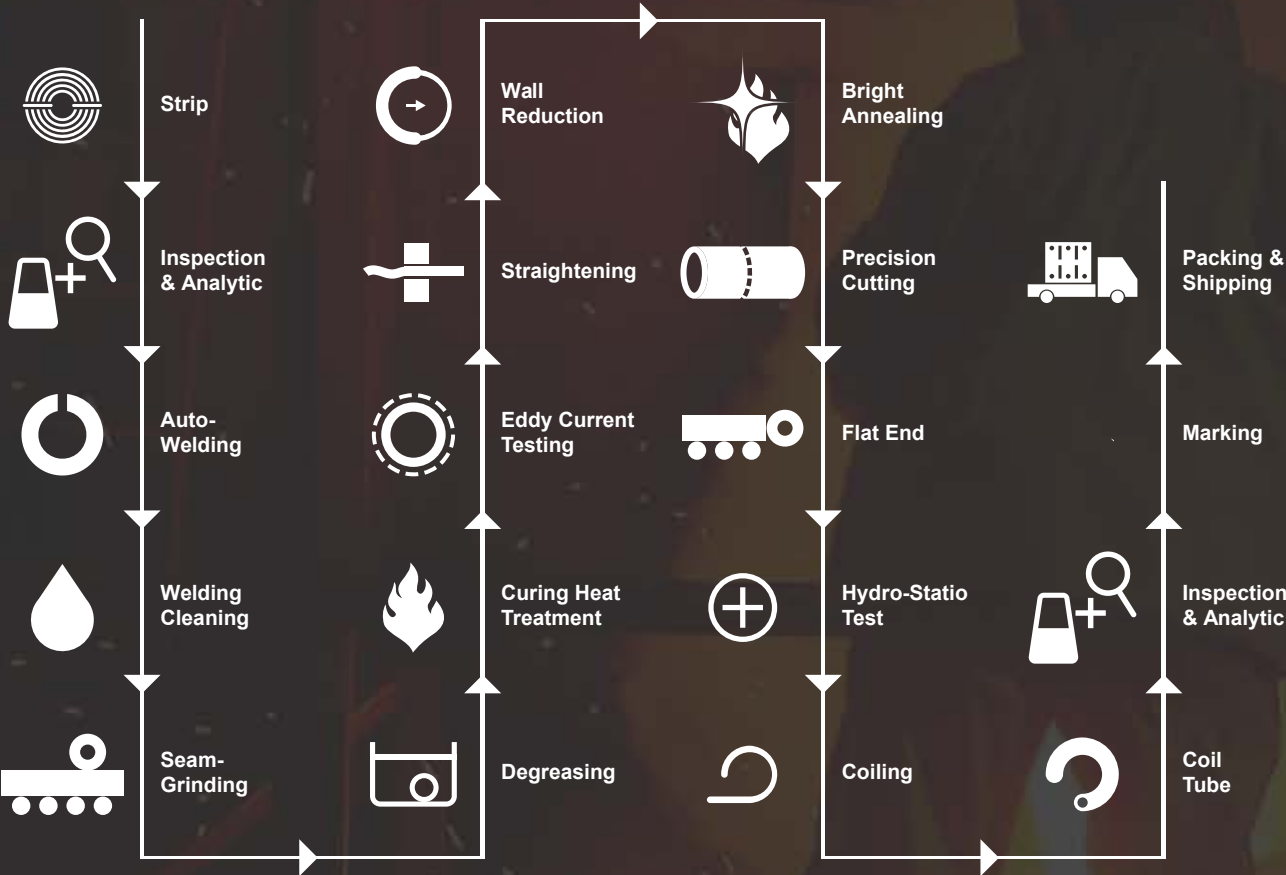 Strip
Inspection
& Analytic
Auto-
Welding
Welding
Cleaning
Seam-
Grinding
Degreasing
Curing Heat
Treatment
Eddy Current
Testing
Straightening
Wall
Reduction
Bright
Annealing
Precision
Cutting
Flat End
Hydro-Statio
Test
Coiling
Coil
Tube
Inspection
& Analytic
Marking
Packing &
Shipping